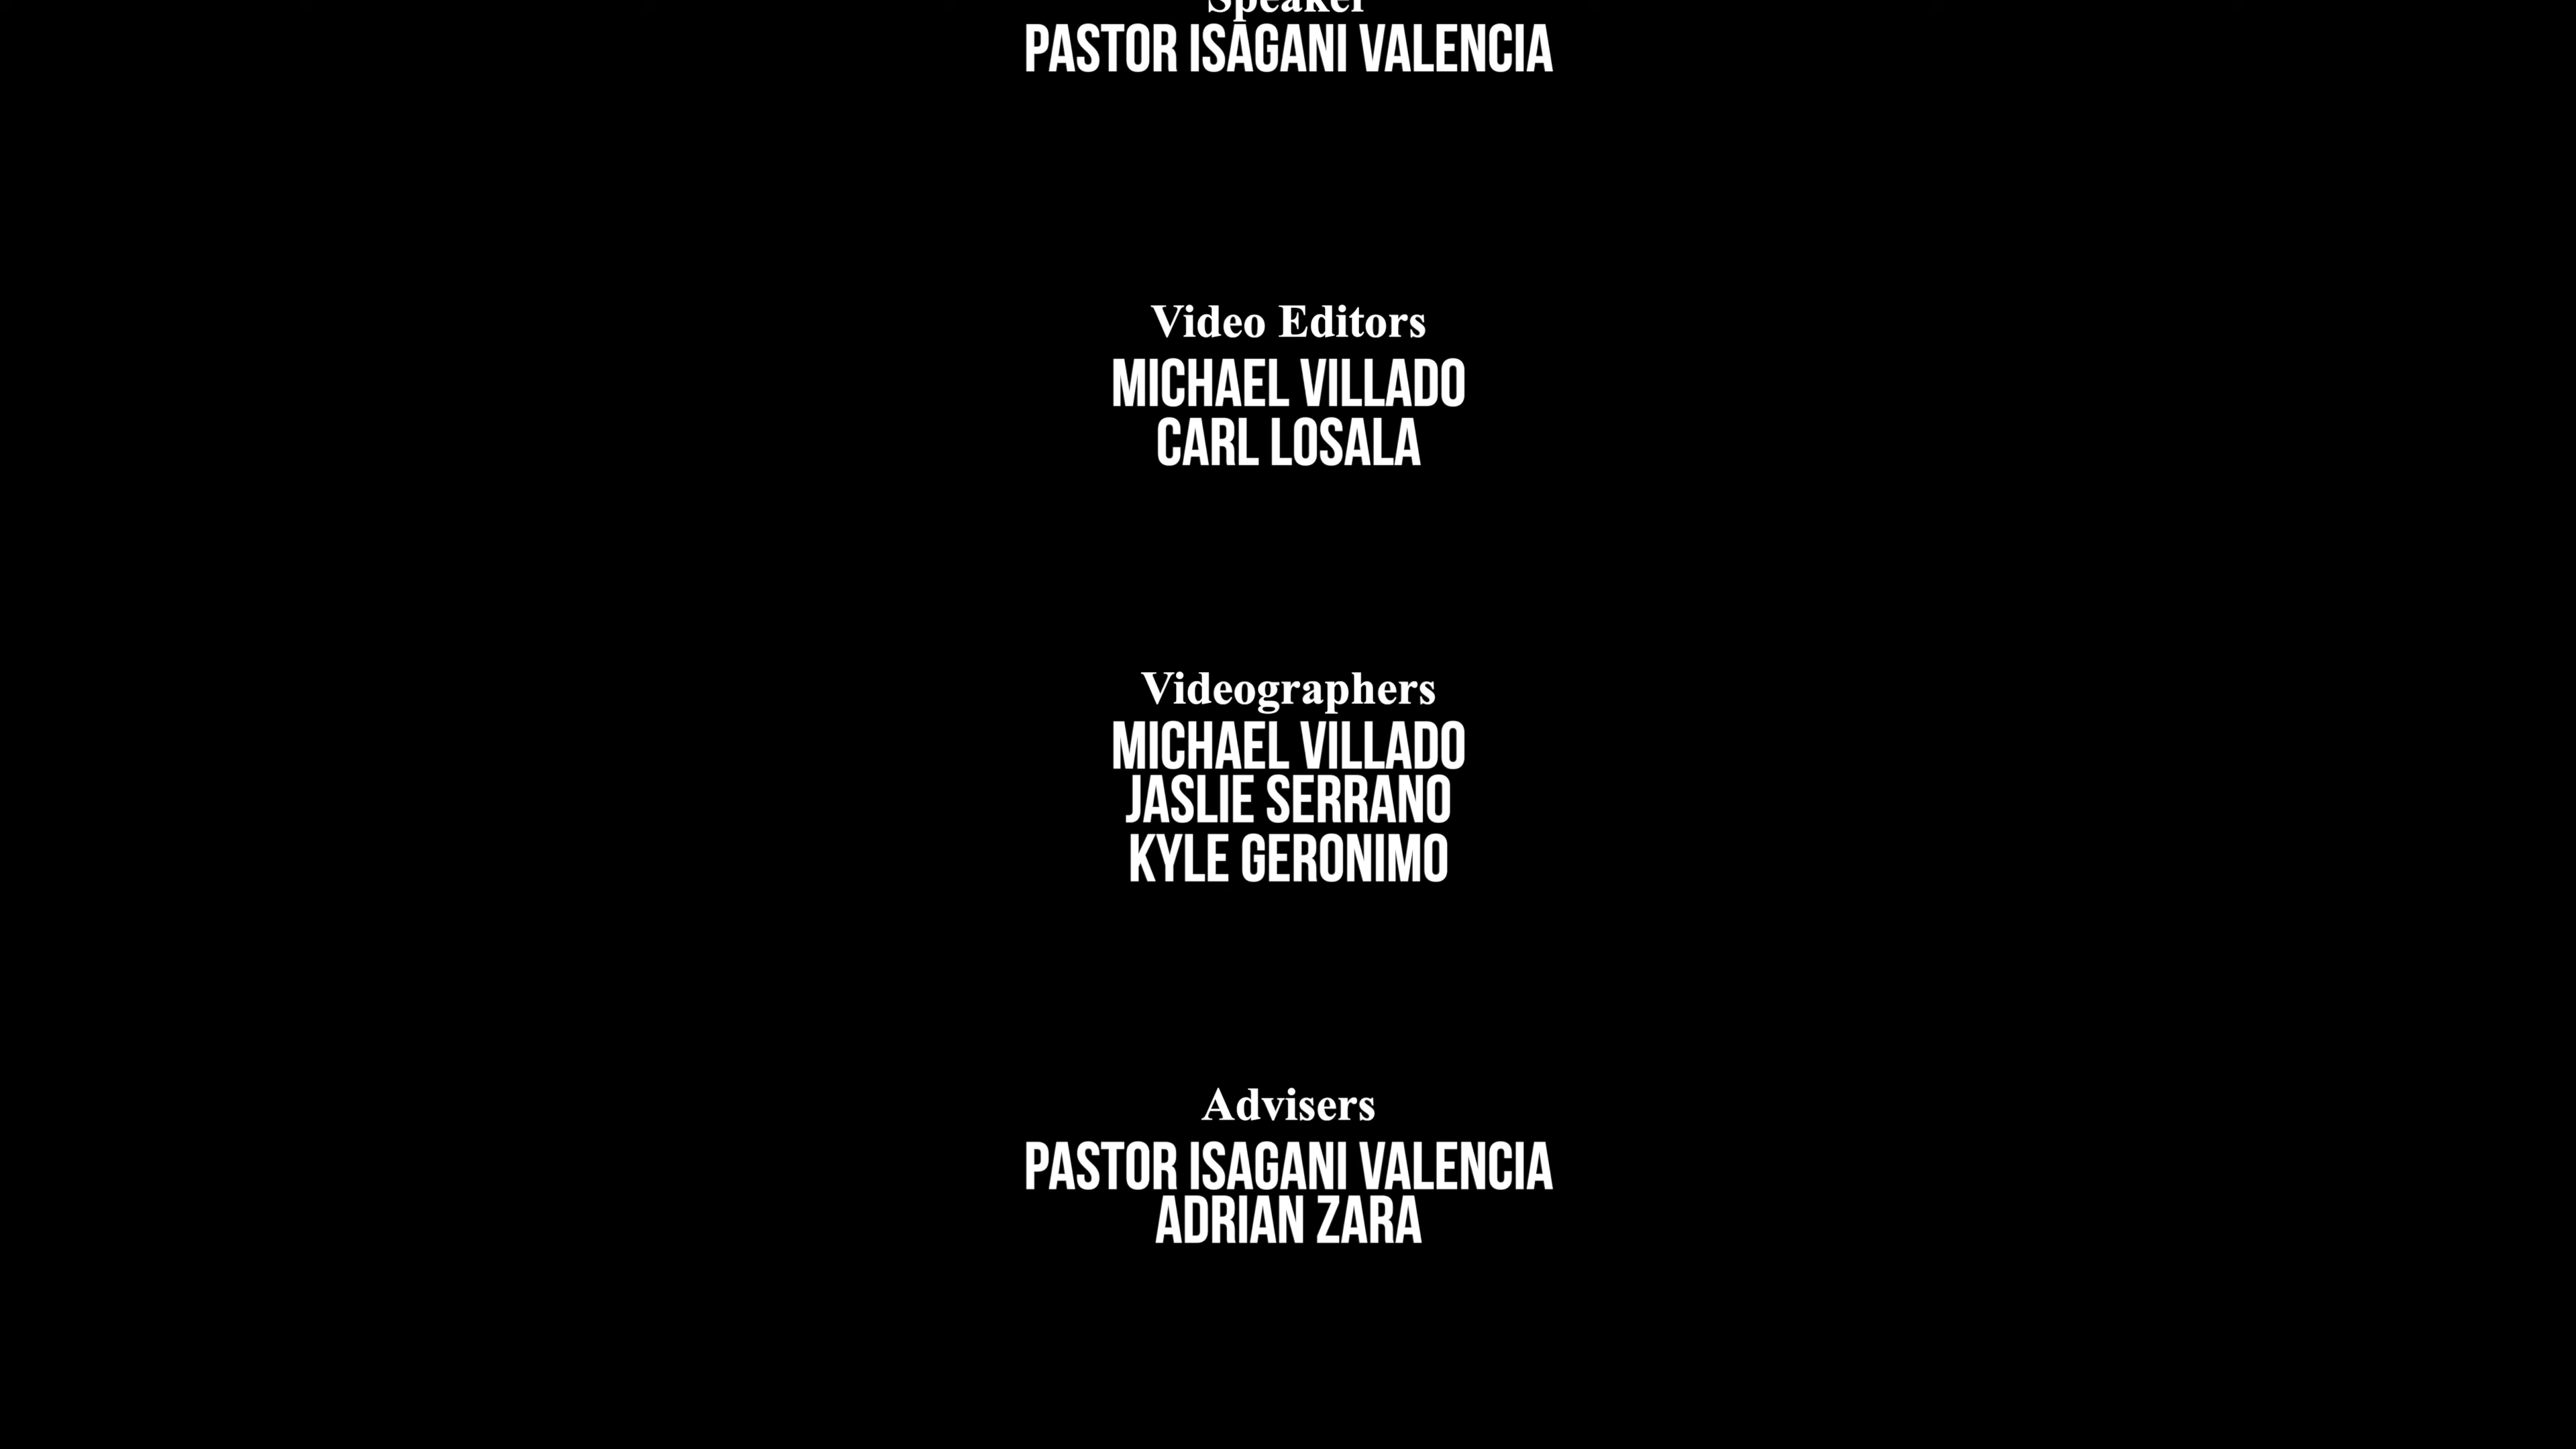 Speaker
PASTOR ISAGANI VALENCIA
Video Editors
MICHAEL VILLADO
CARL LOSALA
Videographers
MICHAEL VILLADO
JASLIE SERRANO
KYLE GERONIMO
Advisers
PASTOR ISAGANI VALENCIA
ADRIAN ZARA